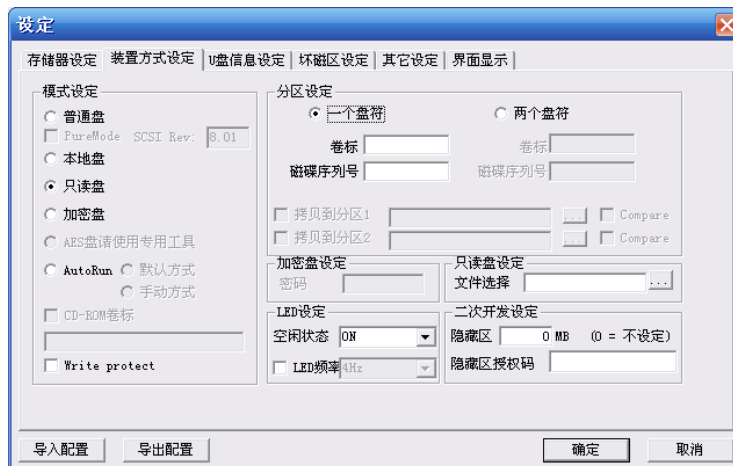 设定
存储器设定 装置方式设定 U盘信息设定 坏磁区设定 其它设定 界面显示
模式设定
普通盘
PureMode SCSI Rev: 8.01
本地盘
只读盘
加密盘
AES盘请使用专用工具
AutoRun 默认方式
手动方式
CD-ROM卷标
Write protect
分区设定
一个盘符 两个盘符
卷标 卷标
磁碟序列号 磁碟序列号
拷贝到分区1 ... Compare
拷贝到分区2 ... Compare
加密盘设定
密码
只读盘设定
文件选择 ...
LED设定
空闲状态 ON
LED频率 4Hz
二次开发设定
隐藏区 0 MB (0 = 不设定)
隐藏区授权码
导入配置 导出配置 确定 取消